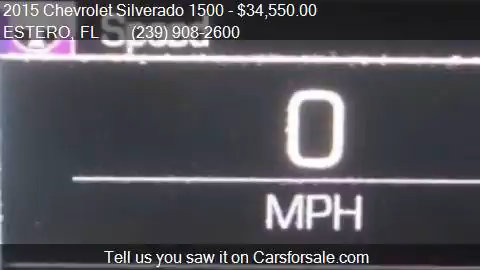 2015 Chevrolet Silverado 1500 - $34,550.00
ESTERO, FL (239) 908-2600
Speed
0
MPH
Tell us you saw it on Carsforsale.com